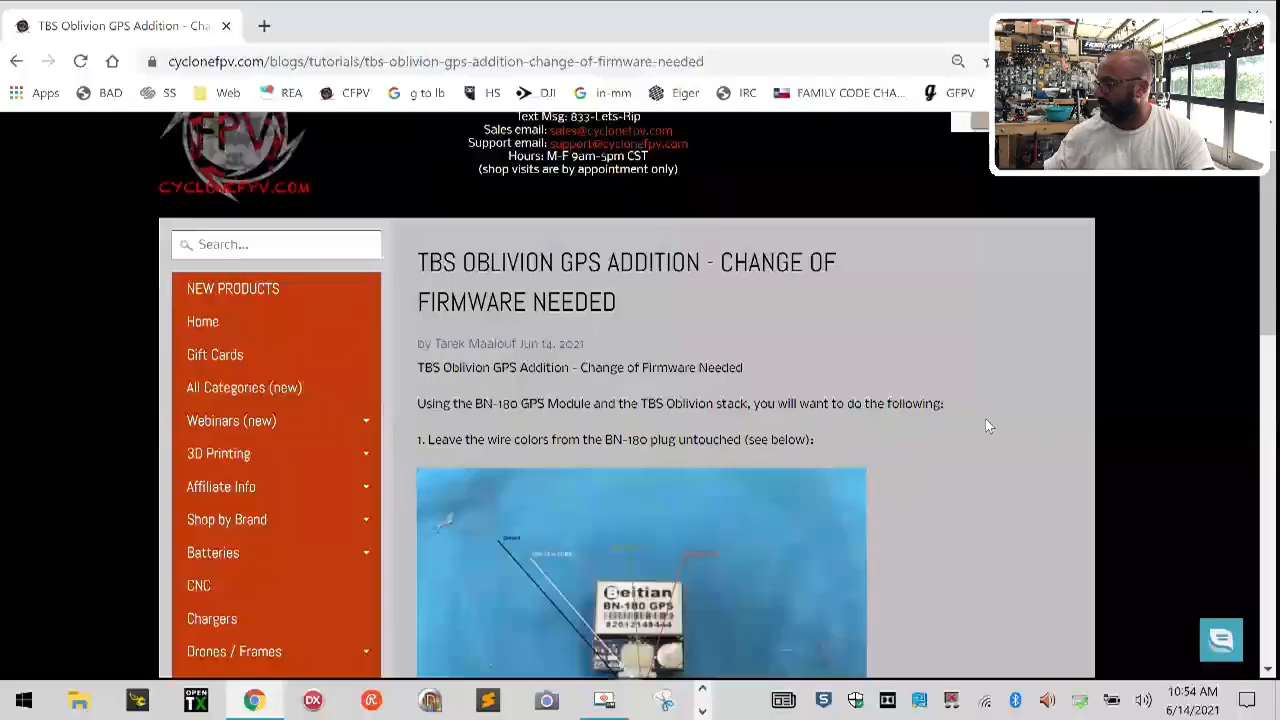 TBS Oblivion GPS Addition - Cha
cyclonefpv.com/blogs/tutorials/tbs-oblivion-gps-addition-change-of-firmware-needed
Apps BAD SS Web REA CFPV g to lb HS DJI in-mm Eiger IRC FAMILY CODE CHA... GFPV
Text Msg: 833-Lets-Rip
Sales email: sales@cyclonefpv.com
Support email: support@cyclonefpv.com
Hours: M-F 9am-5pm CST
(shop visits are by appointment only)
FPV
CYCLONEFPV.COM
Search...
NEW PRODUCTS
Home
Gift Cards
All Categories (new)
Webinars (new)
3D Printing
Affiliate Info
Shop by Brand
Batteries
CNC
Chargers
Drones / Frames
TBS OBLIVION GPS ADDITION - CHANGE OF
FIRMWARE NEEDED
by Tarek Maalouf Jun 14, 2021
TBS Oblivion GPS Addition - Change of Firmware Needed
Using the BN-180 GPS Module and the TBS Oblivion stack, you will want to do the following:
1. Leave the wire colors from the BN-180 plug untouched (see below):
Beitian
BN-180 GPS
OPEN
TX
DX
10:54 AM
6/14/2021